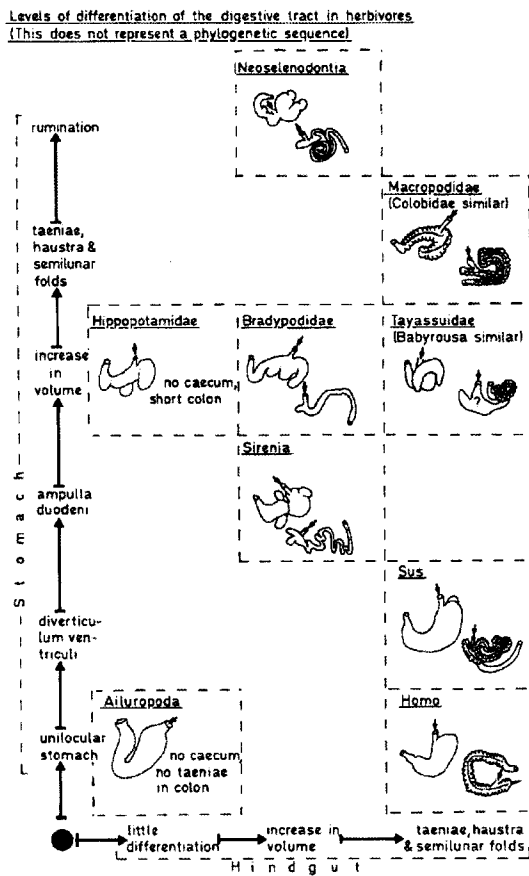 Levels of differentiation of the digestive tract in herbivores
(This does not represent a phylogenetic sequence)
Neoselenodontia
rumination
Macropodidae
(Colobidae similar)
taeniae,
haustra &
semilunar
folds
Hippopotamidae
Bradypodidae
Tayassuidae
(Babyrousa similar)
increase
in
volume
no caecum,
short colon
Sirenia
ampulla
duodeni
Stomach
Sus
diverti-
culum ven-
triculi
Ailuropoda
Homo
unilocular
stomach
no caecum,
no taeniae
in colon
little
differentiation
increase in
volume
taeniae, haustra
& semilunar folds
Hindgut